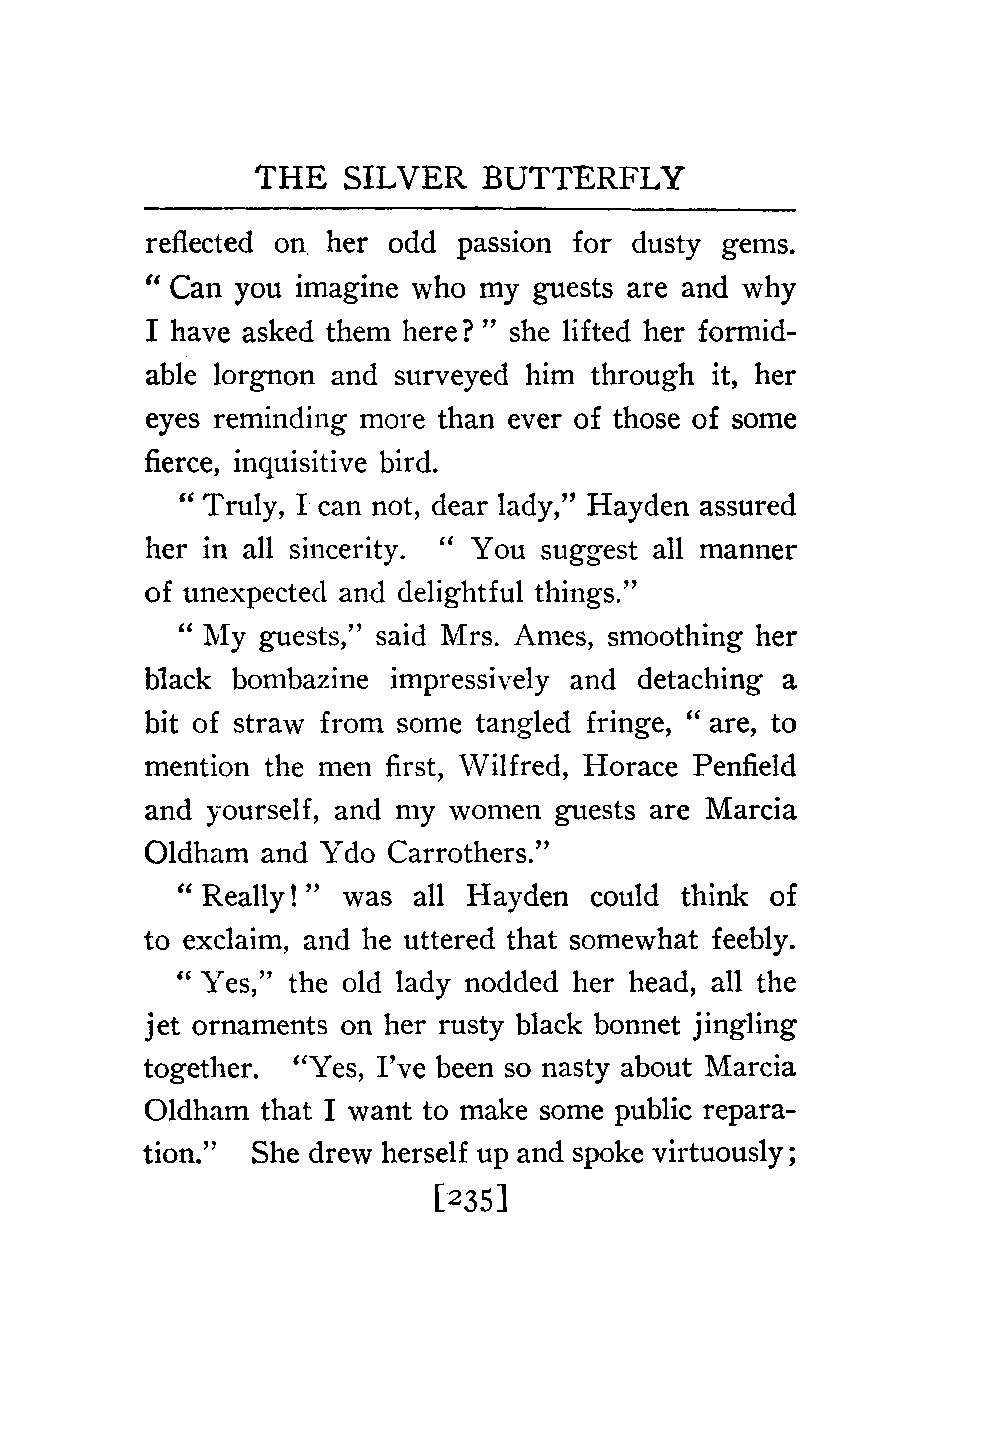 THE SILVER BUTTERFLY
reflected on her odd passion for dusty gems.
“ Can you imagine who my guests are and why
I have asked them here? ” she lifted her formid-
able lorgnon and surveyed him through it, her
eyes reminding more than ever of those of some
fierce, inquisitive bird.
“ Truly, I can not, dear lady,” Hayden assured
her in all sincerity. “ You suggest all manner
of unexpected and delightful things.”
“ My guests,” said Mrs. Ames, smoothing her
black bombazine impressively and detaching a
bit of straw from some tangled fringe, “ are, to
mention the men first, Wilfred, Horace Penfield
and yourself, and my women guests are Marcia
Oldham and Ydo Carrothers.”
“ Really! ” was all Hayden could think of
to exclaim, and he uttered that somewhat feebly.
“ Yes,” the old lady nodded her head, all the
jet ornaments on her rusty black bonnet jingling
together. “Yes, I’ve been so nasty about Marcia
Oldham that I want to make some public repara-
tion.” She drew herself up and spoke virtuously;
[235]